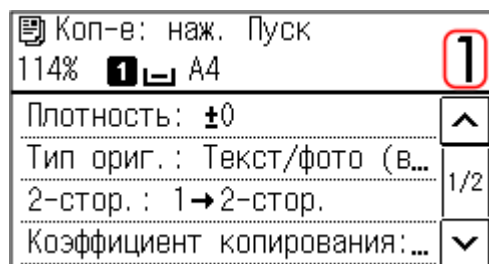 Коп-е: наж. Пуск
114% 1 A4 1
Плотность: ±0
Тип ориг.: Текст/фото (в…
2-стор.: 1→2-стор.
1/2
Коэффициент копирования:…